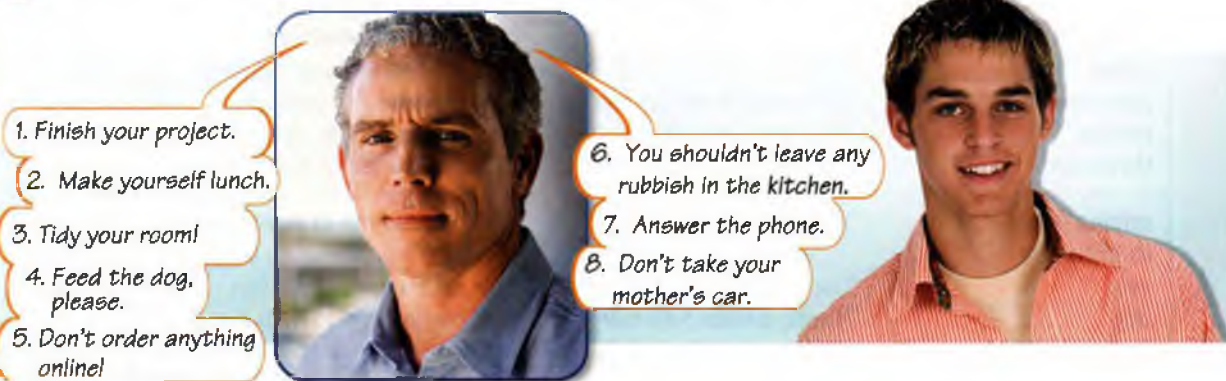 1. Finish your project.
2. Make yourself lunch.
3. Tidy your room!
4. Feed the dog,
please.
5. Don't order anything
online!
6. You shouldn't leave any
rubbish in the kitchen.
7. Answer the phone.
8. Don't take your
mother's car.